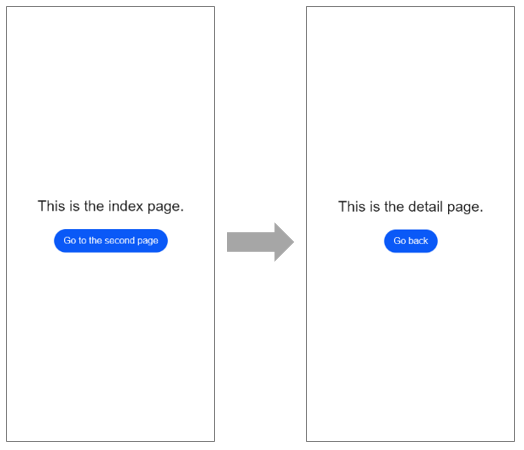 This is the index page.
Go to the second page
This is the detail page.
Go back